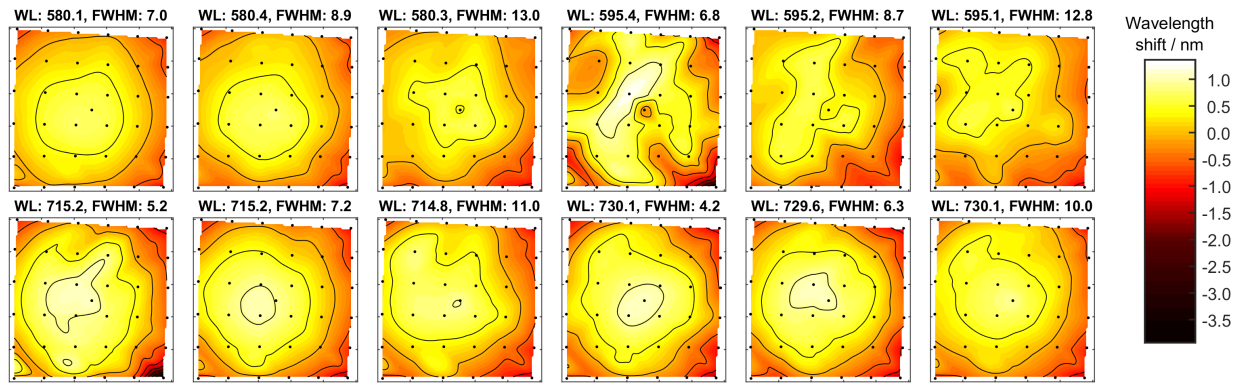 WL: 580.1, FWHM: 7.0
WL: 580.4, FWHM: 8.9
WL: 580.3, FWHM: 13.0
WL: 595.4, FWHM: 6.8
WL: 595.2, FWHM: 8.7
WL: 595.1, FWHM: 12.8
WL: 715.2, FWHM: 5.2
WL: 715.2, FWHM: 7.2
WL: 714.8, FWHM: 11.0
WL: 730.1, FWHM: 4.2
WL: 729.6, FWHM: 6.3
WL: 730.1, FWHM: 10.0
Wavelength
shift / nm
1.0
0.5
0.0
-0.5
-1.0
-1.5
-2.0
-2.5
-3.0
-3.5